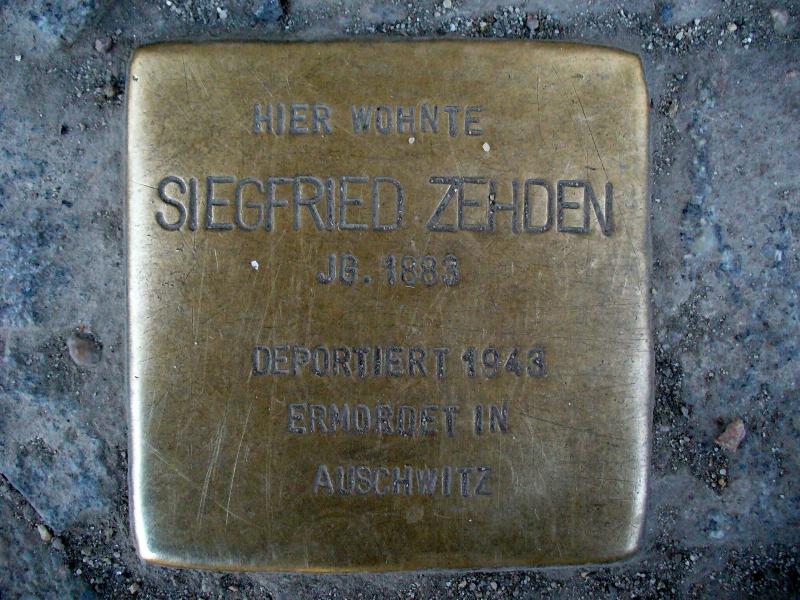 HIER WOHNTE
SIEGFRIED ZEHDEN
JG. 1883
DEPORTIERT 1943
ERMORDET IN
AUSCHWITZ